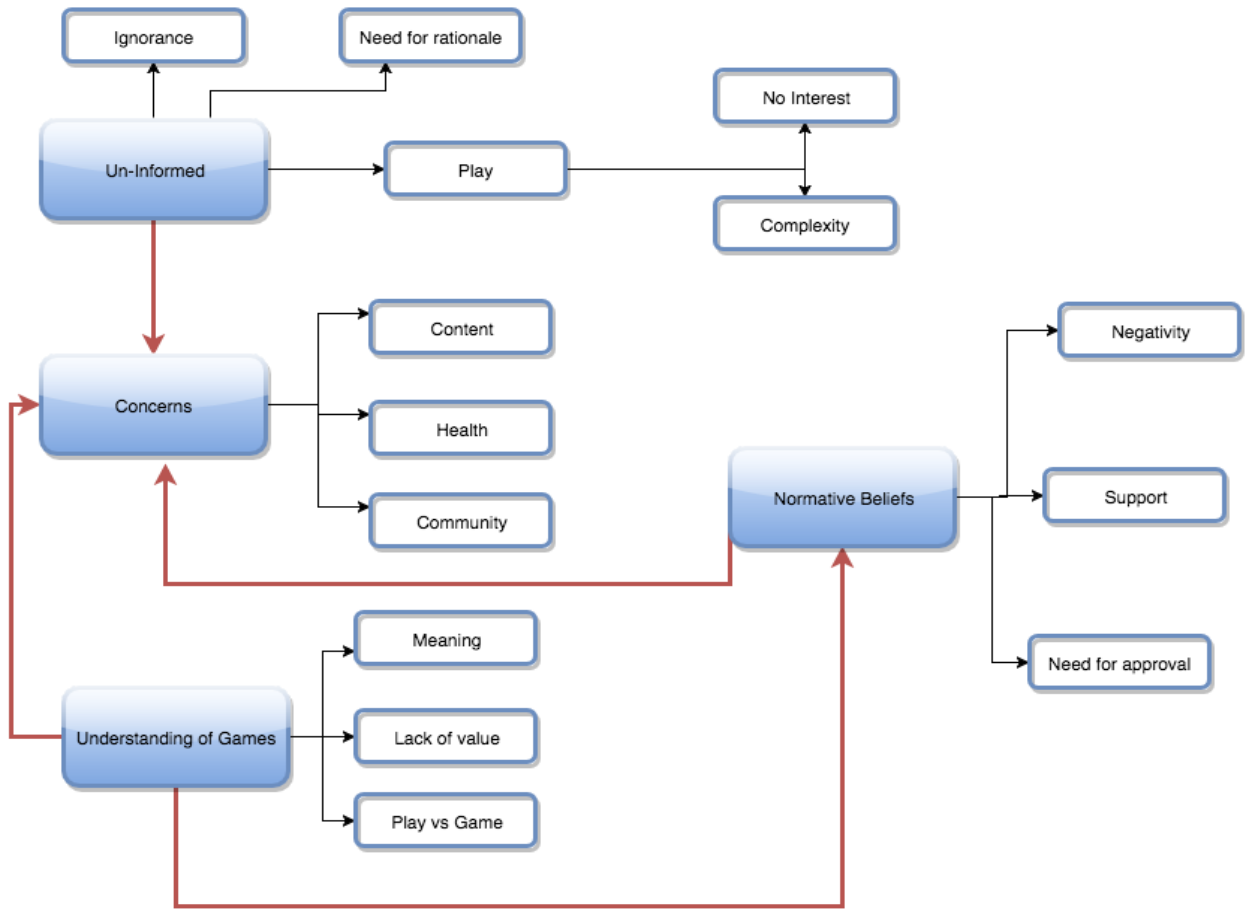 Ignorance
Need for rationale
No Interest
Un-Informed
Play
Complexity
Content
Negativity
Concerns
Health
Normative Beliefs
Support
Community
Meaning
Need for approval
Understanding of Games
Lack of value
Play vs Game